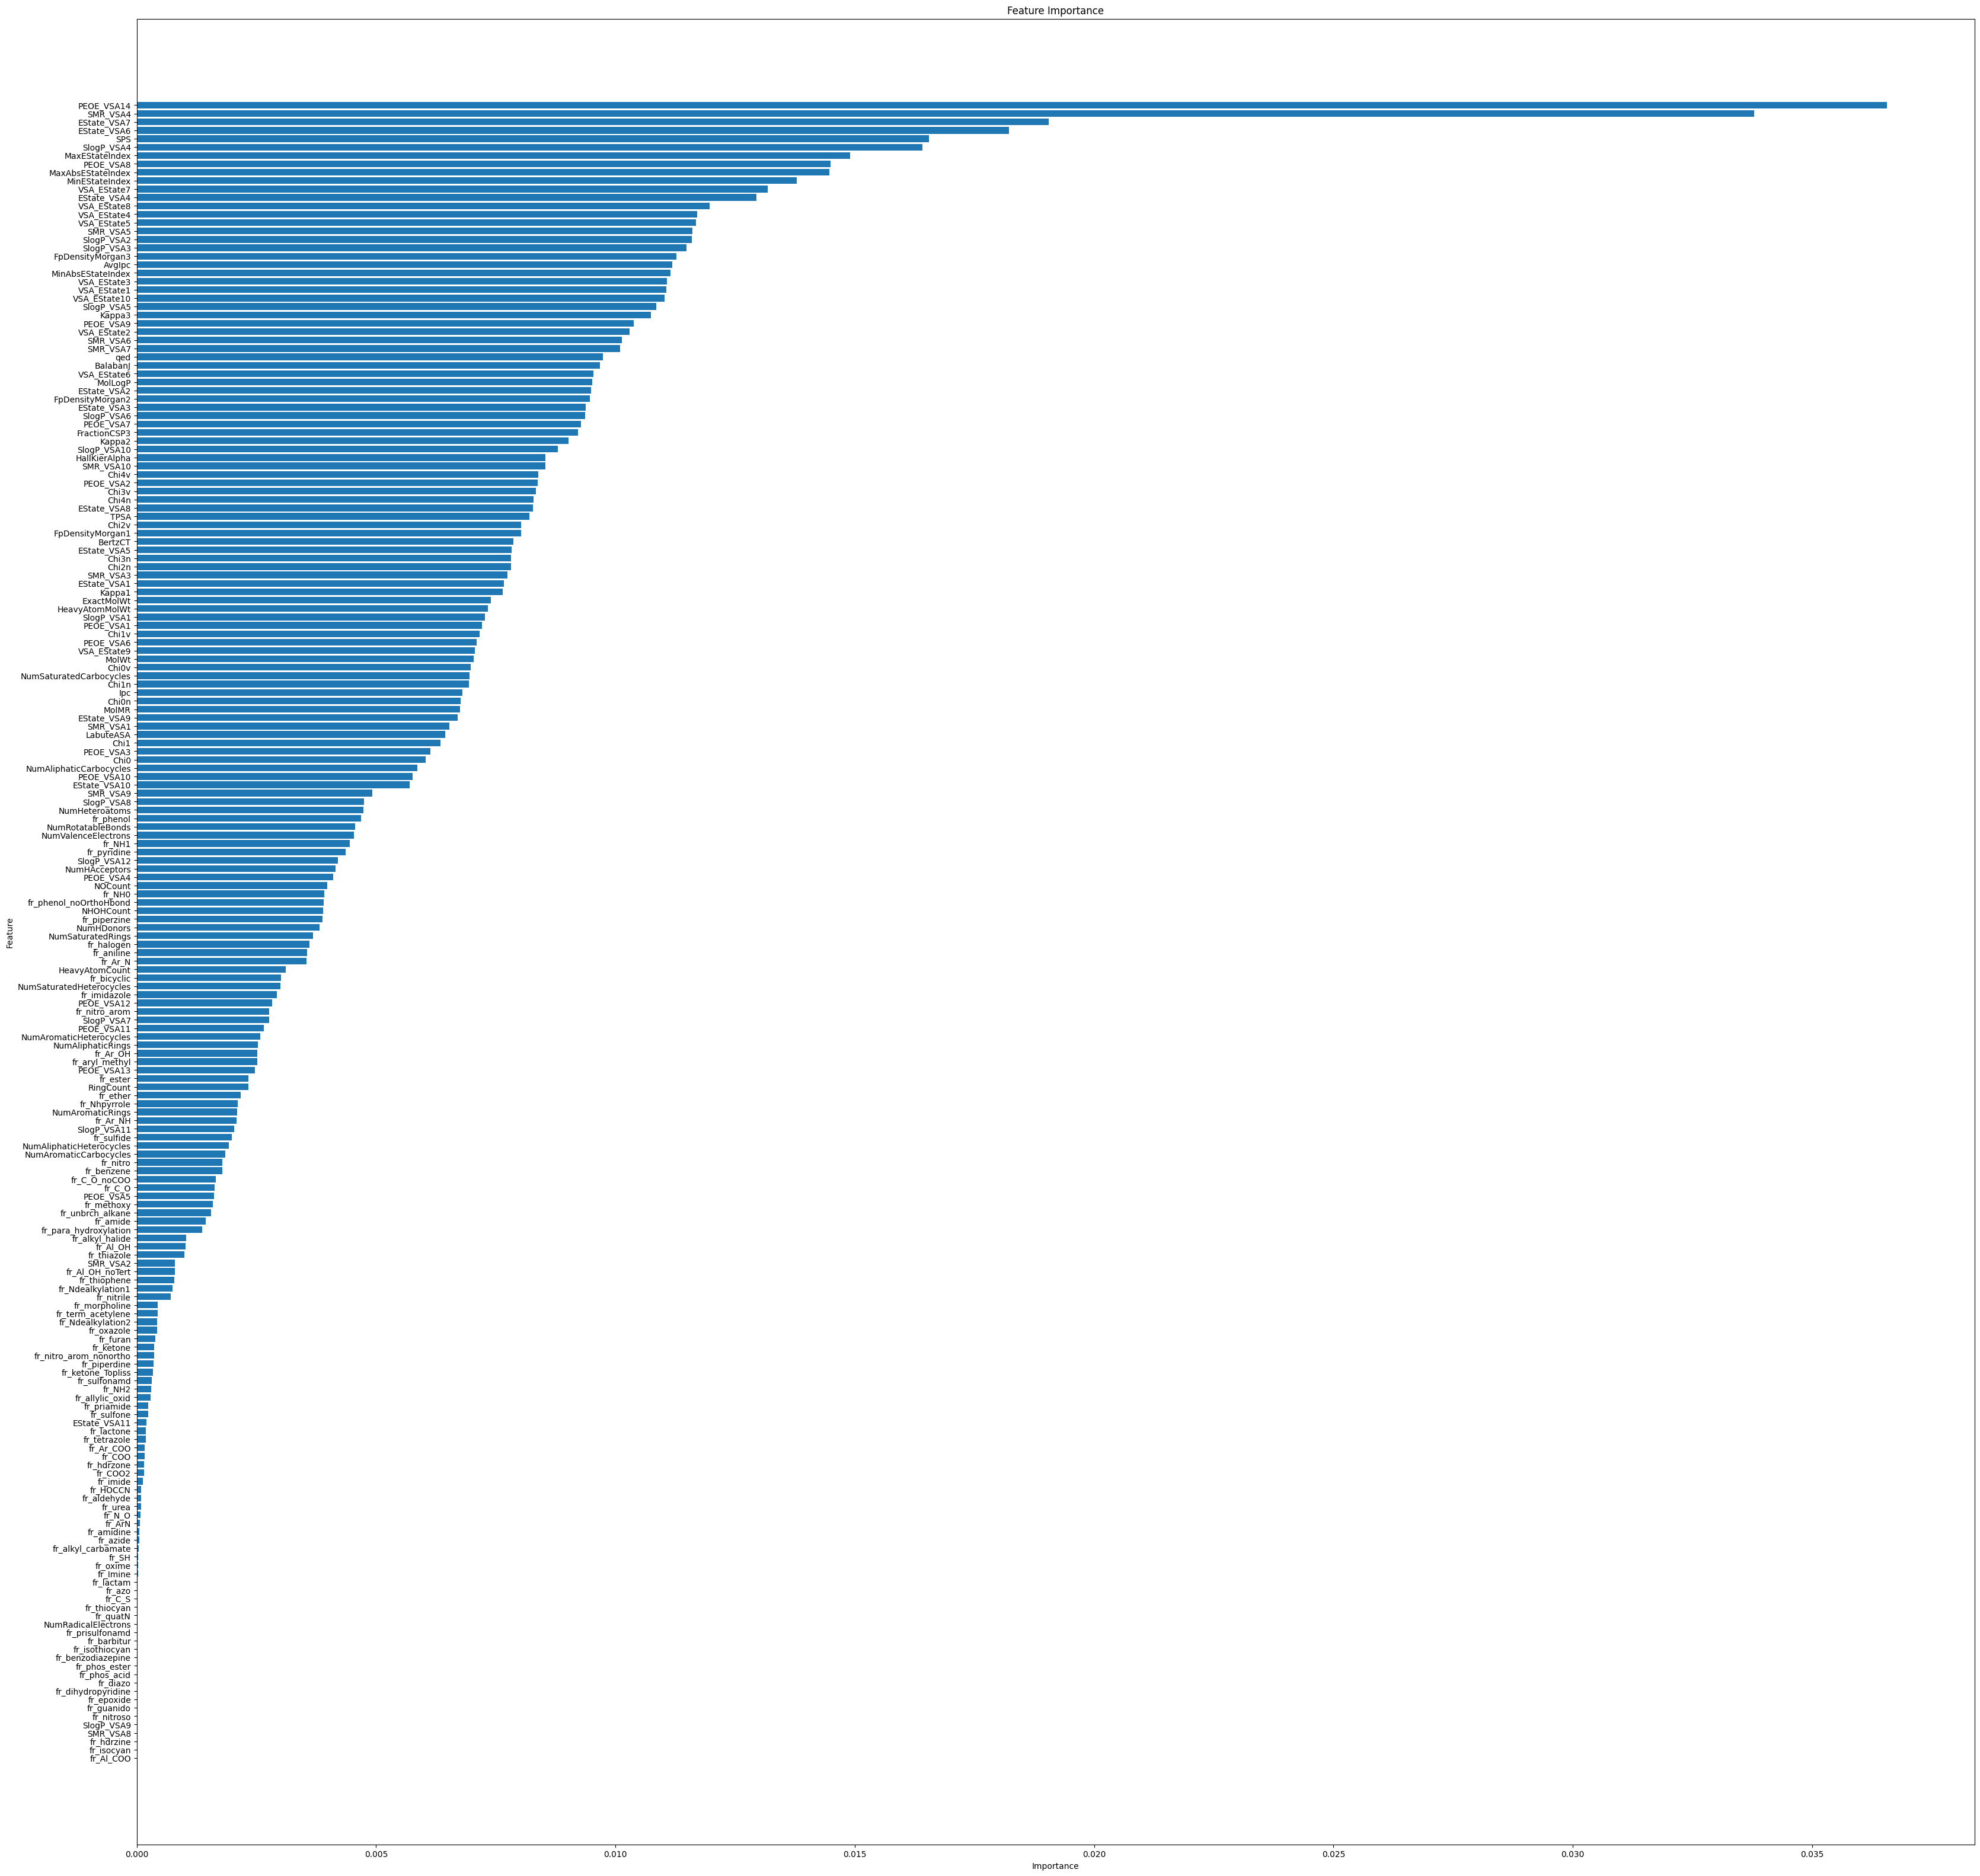 Feature Importance
PEOE_VSA14
SMR_VSA4
EState_VSA7
EState_VSA6
SPS
SlogP_VSA4
MaxEStateIndex
PEOE_VSA8
MaxAbsEStateIndex
MinEStateIndex
VSA_EState7
EState_VSA4
VSA_EState8
VSA_EState4
VSA_EState5
SMR_VSA5
SlogP_VSA2
SlogP_VSA3
FpDensityMorgan3
AvgIpc
MinAbsEStateIndex
VSA_EState3
VSA_EState1
VSA_EState10
SlogP_VSA5
Kappa3
PEOE_VSA9
VSA_EState2
SMR_VSA6
SMR_VSA7
qed
BalabanJ
VSA_EState6
MolLogP
EState_VSA2
FpDensityMorgan2
EState_VSA3
SlogP_VSA6
PEOE_VSA7
FractionCSP3
Kappa2
SlogP_VSA10
HallKierAlpha
SMR_VSA10
Chi4v
PEOE_VSA2
Chi3v
Chi4n
EState_VSA8
TPSA
Chi2v
FpDensityMorgan1
BertzCT
EState_VSA5
Chi3n
Chi2n
SMR_VSA3
EState_VSA1
Kappa1
ExactMolWt
HeavyAtomMolWt
SlogP_VSA1
PEOE_VSA1
Chi1v
PEOE_VSA6
VSA_EState9
MolWt
Chi0v
NumSaturatedCarbocycles
Chi1n
Ipc
Chi0n
MolMR
EState_VSA9
SMR_VSA1
LabuteASA
Chi1
PEOE_VSA3
Chi0
NumAliphaticCarbocycles
PEOE_VSA10
EState_VSA10
SMR_VSA9
SlogP_VSA8
NumHeteroatoms
fr_phenol
NumRotatableBonds
NumValenceElectrons
fr_NH1
fr_pyridine
SlogP_VSA12
NumHAcceptors
PEOE_VSA4
NOCount
fr_NH0
fr_phenol_noOrthoHbond
NHOHCount
fr_piperzine
NumHDonors
NumSaturatedRings
fr_halogen
fr_aniline
fr_Ar_N
HeavyAtomCount
fr_bicyclic
NumSaturatedHeterocycles
fr_imidazole
PEOE_VSA12
fr_nitro_arom
SlogP_VSA7
PEOE_VSA11
NumAromaticHeterocycles
NumAliphaticRings
fr_Ar_OH
fr_aryl_methyl
PEOE_VSA13
fr_ester
RingCount
fr_ether
fr_Nhpyrrole
NumAromaticRings
fr_Ar_NH
SlogP_VSA11
fr_sulfide
NumAliphaticHeterocycles
NumAromaticCarbocycles
fr_nitro
fr_benzene
fr_C_O_noCOO
fr_C_O
PEOE_VSA5
fr_methoxy
fr_unbrch_alkane
fr_amide
fr_para_hydroxylation
fr_alkyl_halide
fr_Al_OH
fr_thiazole
SMR_VSA2
fr_Al_OH_noTert
fr_thiophene
fr_Ndealkylation1
fr_nitrile
fr_morpholine
fr_term_acetylene
fr_Ndealkylation2
fr_oxazole
fr_furan
fr_ketone
fr_nitro_arom_nonortho
fr_piperdine
fr_ketone_Topliss
fr_sulfonamd
fr_NH2
fr_allylic_oxid
fr_priamide
fr_sulfone
EState_VSA11
fr_lactone
fr_tetrazole
fr_Ar_COO
fr_COO
fr_hdrzone
fr_COO2
fr_imide
fr_HOCCN
fr_aldehyde
fr_urea
fr_N_O
fr_ArN
fr_amidine
fr_azide
fr_alkyl_carbamate
fr_SH
fr_oxime
fr_Imine
fr_lactam
fr_azo
fr_C_S
fr_thiocyan
fr_quatN
NumRadicalElectrons
fr_prisulfonamd
fr_barbitur
fr_isothiocyan
fr_benzodiazepine
fr_phos_ester
fr_phos_acid
fr_diazo
fr_dihydropyridine
fr_epoxide
fr_guanido
fr_nitroso
SlogP_VSA9
SMR_VSA8
fr_hdrzine
fr_isocyan
fr_Al_COO
Feature
0.000 0.005 0.010 0.015 0.020 0.025 0.030 0.035
Importance